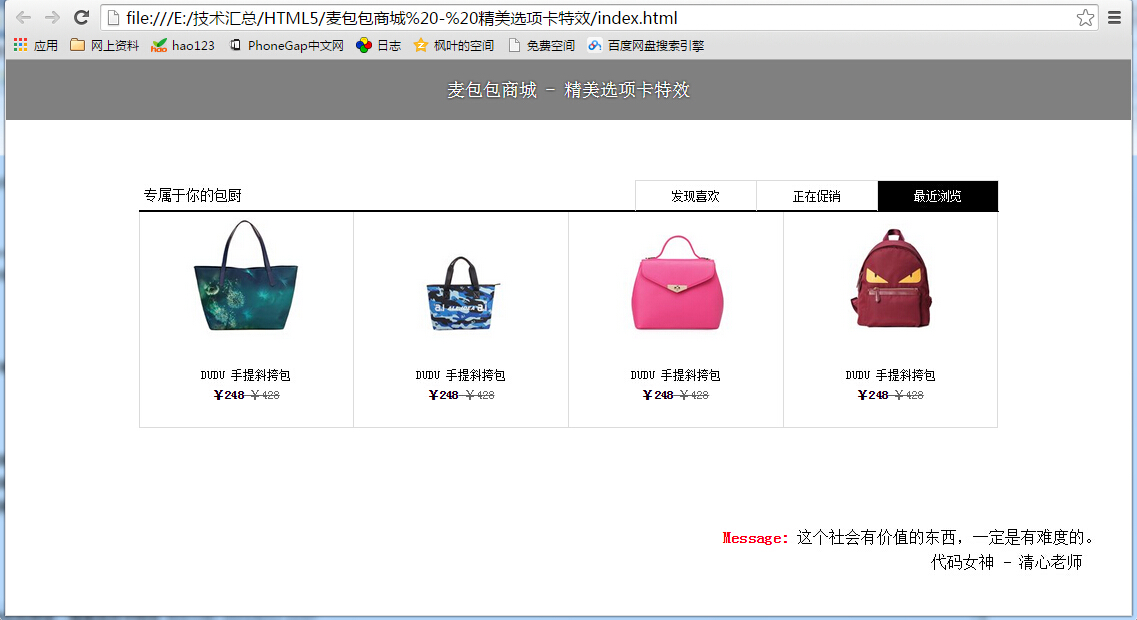 file:///E:/技术汇总/HTML5/麦包包商城%20-%20精美选项卡特效/index.html
应用 网上资料 hao123 PhoneGap中文网 日志 枫叶的空间 免费空间 百度网盘搜索引擎
麦包包商城 - 精美选项卡特效
专属于你的包厨 发现喜欢 正在促销 最近浏览
DUDU 手提斜挎包 DUDU 手提斜挎包 DUDU 手提斜挎包 DUDU 手提斜挎包
￥248 ￥428 ￥248 ￥428 ￥248 ￥428 ￥248 ￥428
Message: 这个社会有价值的东西，一定是有难度的。
代码女神 - 清心老师